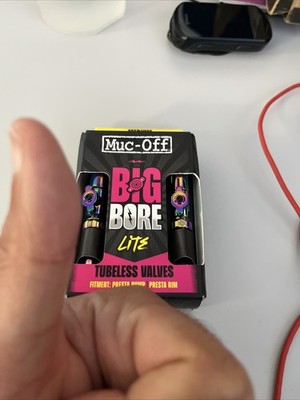 Muc-Off
BIG
BORE
LITE
TUBELESS VALVES
FITMENT: PRESTA PUMP, PRESTA RIM